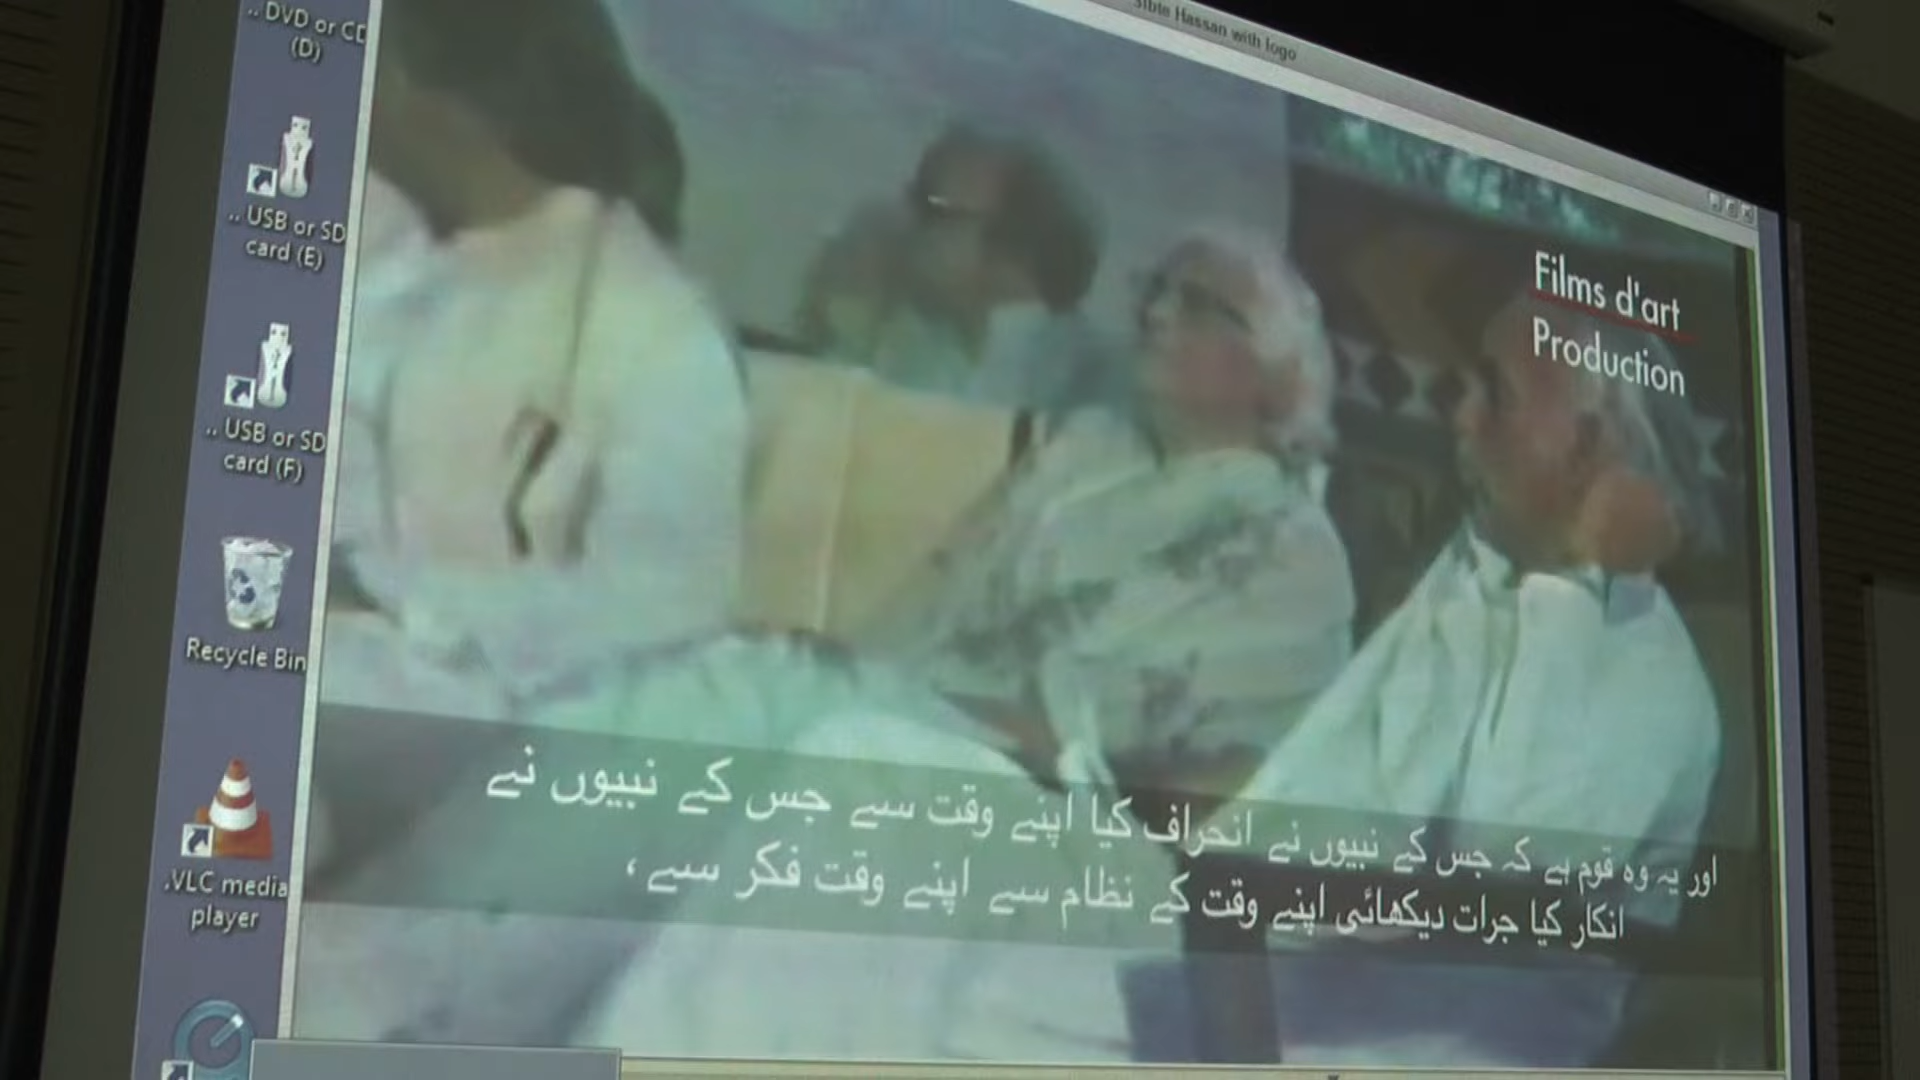 Sibte Hassan with logo
.. DVD or CD
(D)
.. USB or SD
card (E)
.. USB or SD
card (F)
Recycle Bin
.VLC media
player
Films d'art
Production
اور یہ وہ قوم ہے کہ جس کے نبیوں نے انحراف کیا اپنے وقت سے جس کے نبیوں نے
انکار کیا جرات دیکھائی اپنے وقت کے نظام سے اپنے وقت فکر سے ،